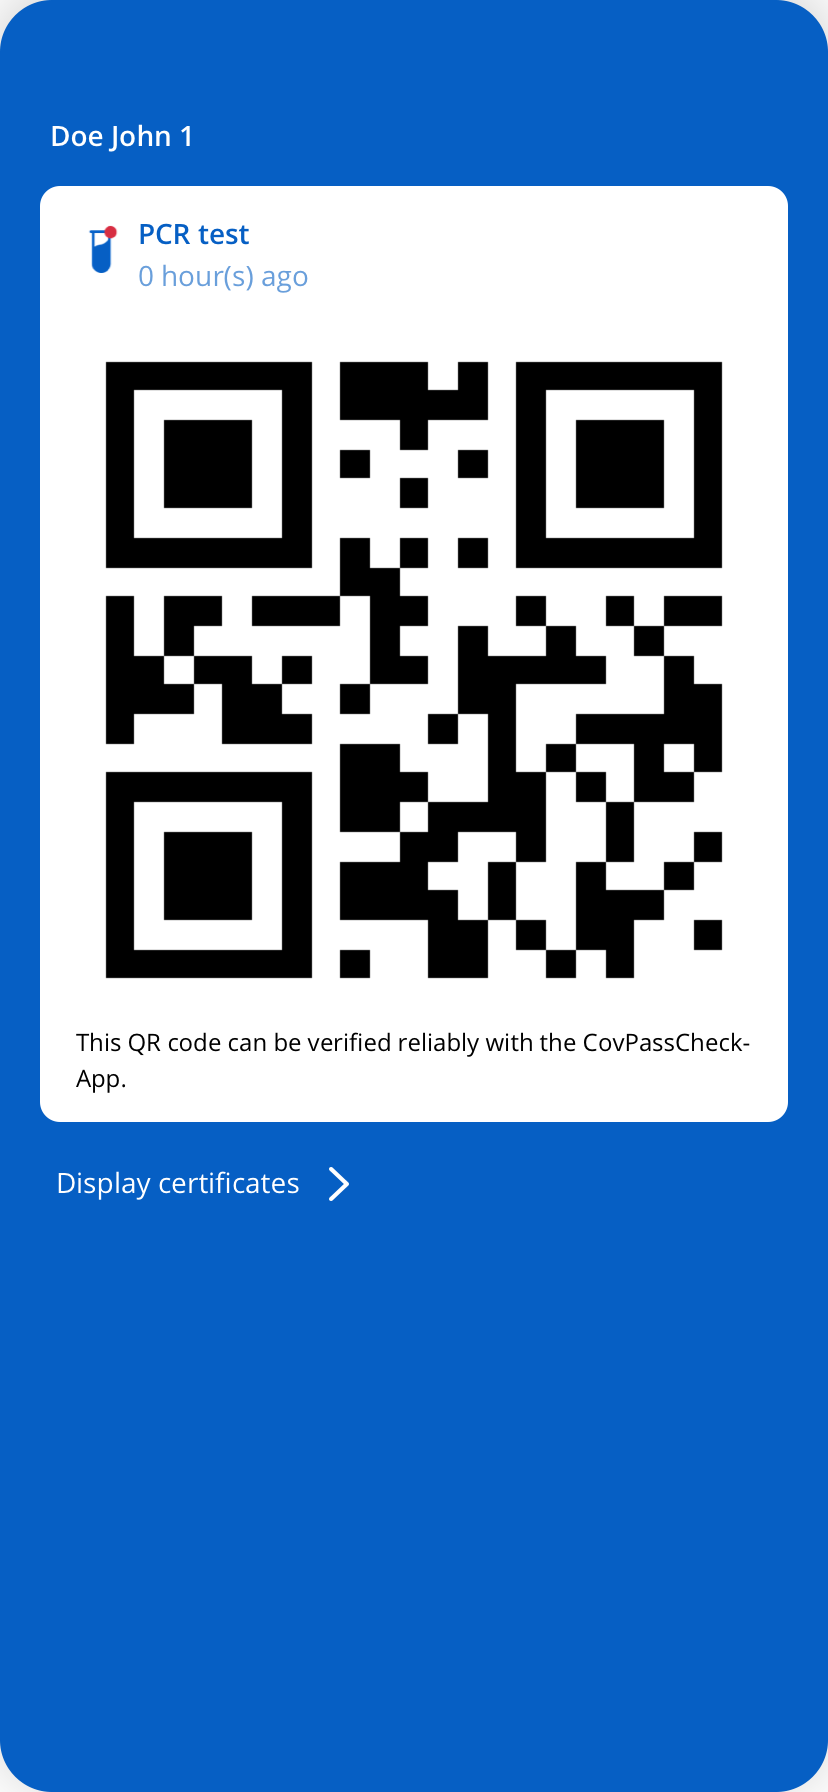 Doe John 1
PCR test
0 hour(s) ago
This QR code can be verified reliably with the CovPassCheck-
App.
Display certificates